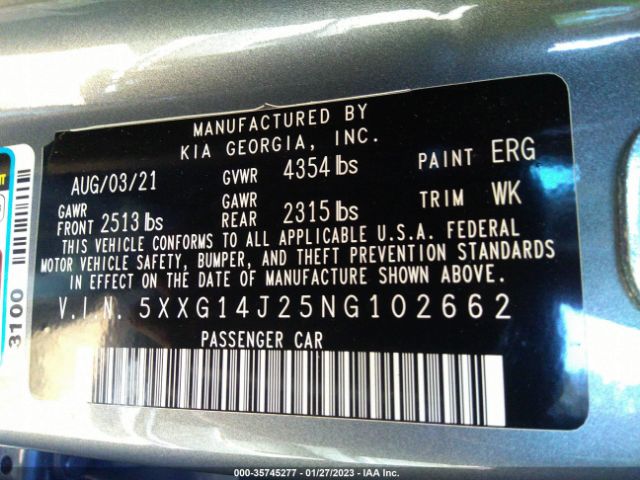 MANUFACTURED BY
KIA GEORGIA, INC.
AUG/03/21 GVWR 4354 lbs PAINT ERG
GAWR FRONT 2513 lbs GAWR REAR 2315 lbs TRIM WK
THIS VEHICLE CONFORMS TO ALL APPLICABLE U.S.A. FEDERAL
MOTOR VEHICLE SAFETY, BUMPER, AND THEFT PREVENTION STANDARDS
IN EFFECT ON THE DATE OF MANUFACTURE SHOWN ABOVE.
V.I.N. 5XXG14J25NG102662
PASSENGER CAR
3100
000-35745277 - 01/27/2023 - IAA Inc.